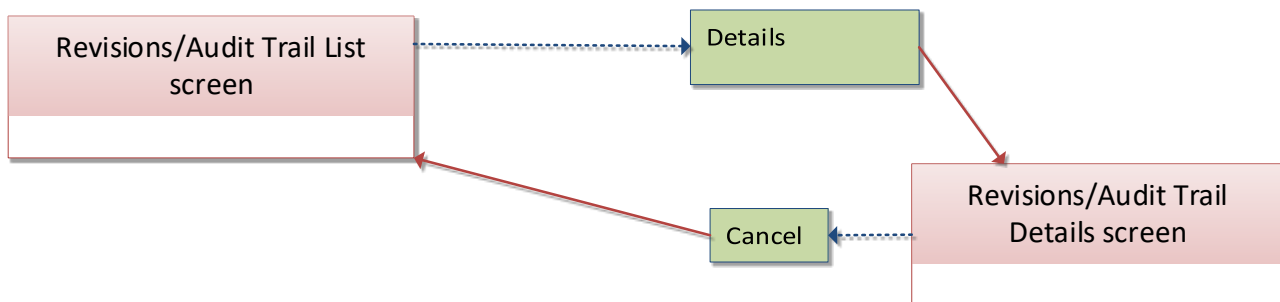 Revisions/Audit Trail List
screen
Details
Revisions/Audit Trail
Details screen
Cancel